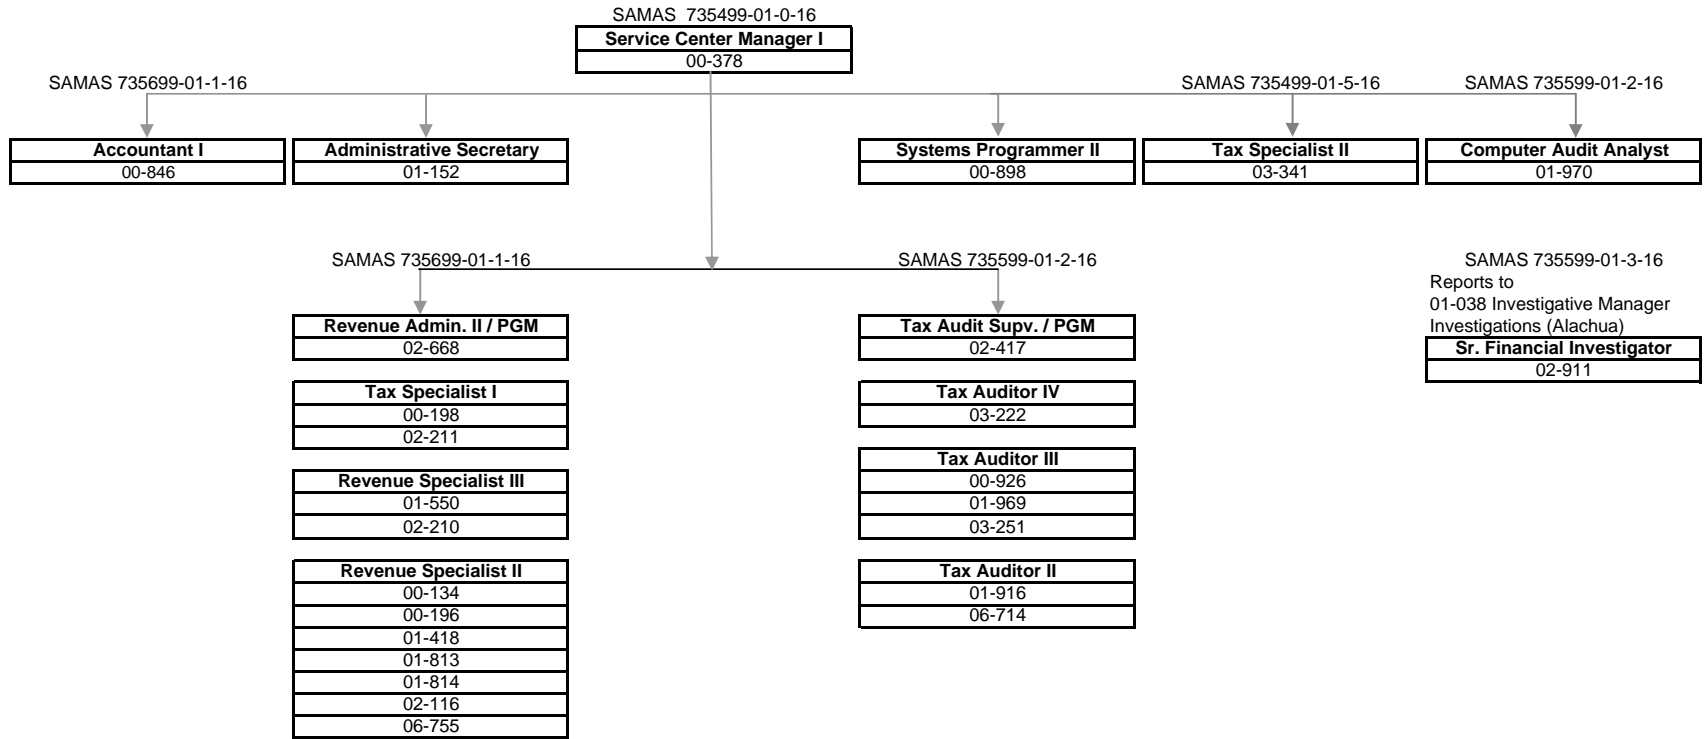 SAMAS  735499-01-0-16
Service Center Manager I
00-378
SAMAS 735699-01-1-16
SAMAS 735499-01-5-16
SAMAS 735599-01-2-16
Accountant I
00-846
Administrative Secretary
01-152
Systems Programmer II
00-898
Tax Specialist II
03-341
Computer Audit Analyst
01-970
SAMAS 735699-01-1-16
Revenue Admin. II / PGM
02-668
Tax Specialist I
00-198
02-211
Revenue Specialist III
01-550
02-210
Revenue Specialist II
00-134
00-196
01-418
01-813
01-814
02-116
06-755
SAMAS 735599-01-2-16
Tax Audit Supv. / PGM
02-417
Tax Auditor IV
03-222
Tax Auditor III
00-926
01-969
03-251
Tax Auditor II
01-916
06-714
SAMAS 735599-01-3-16
Reports to
01-038 Investigative Manager
Investigations (Alachua)
Sr. Financial Investigator
02-911